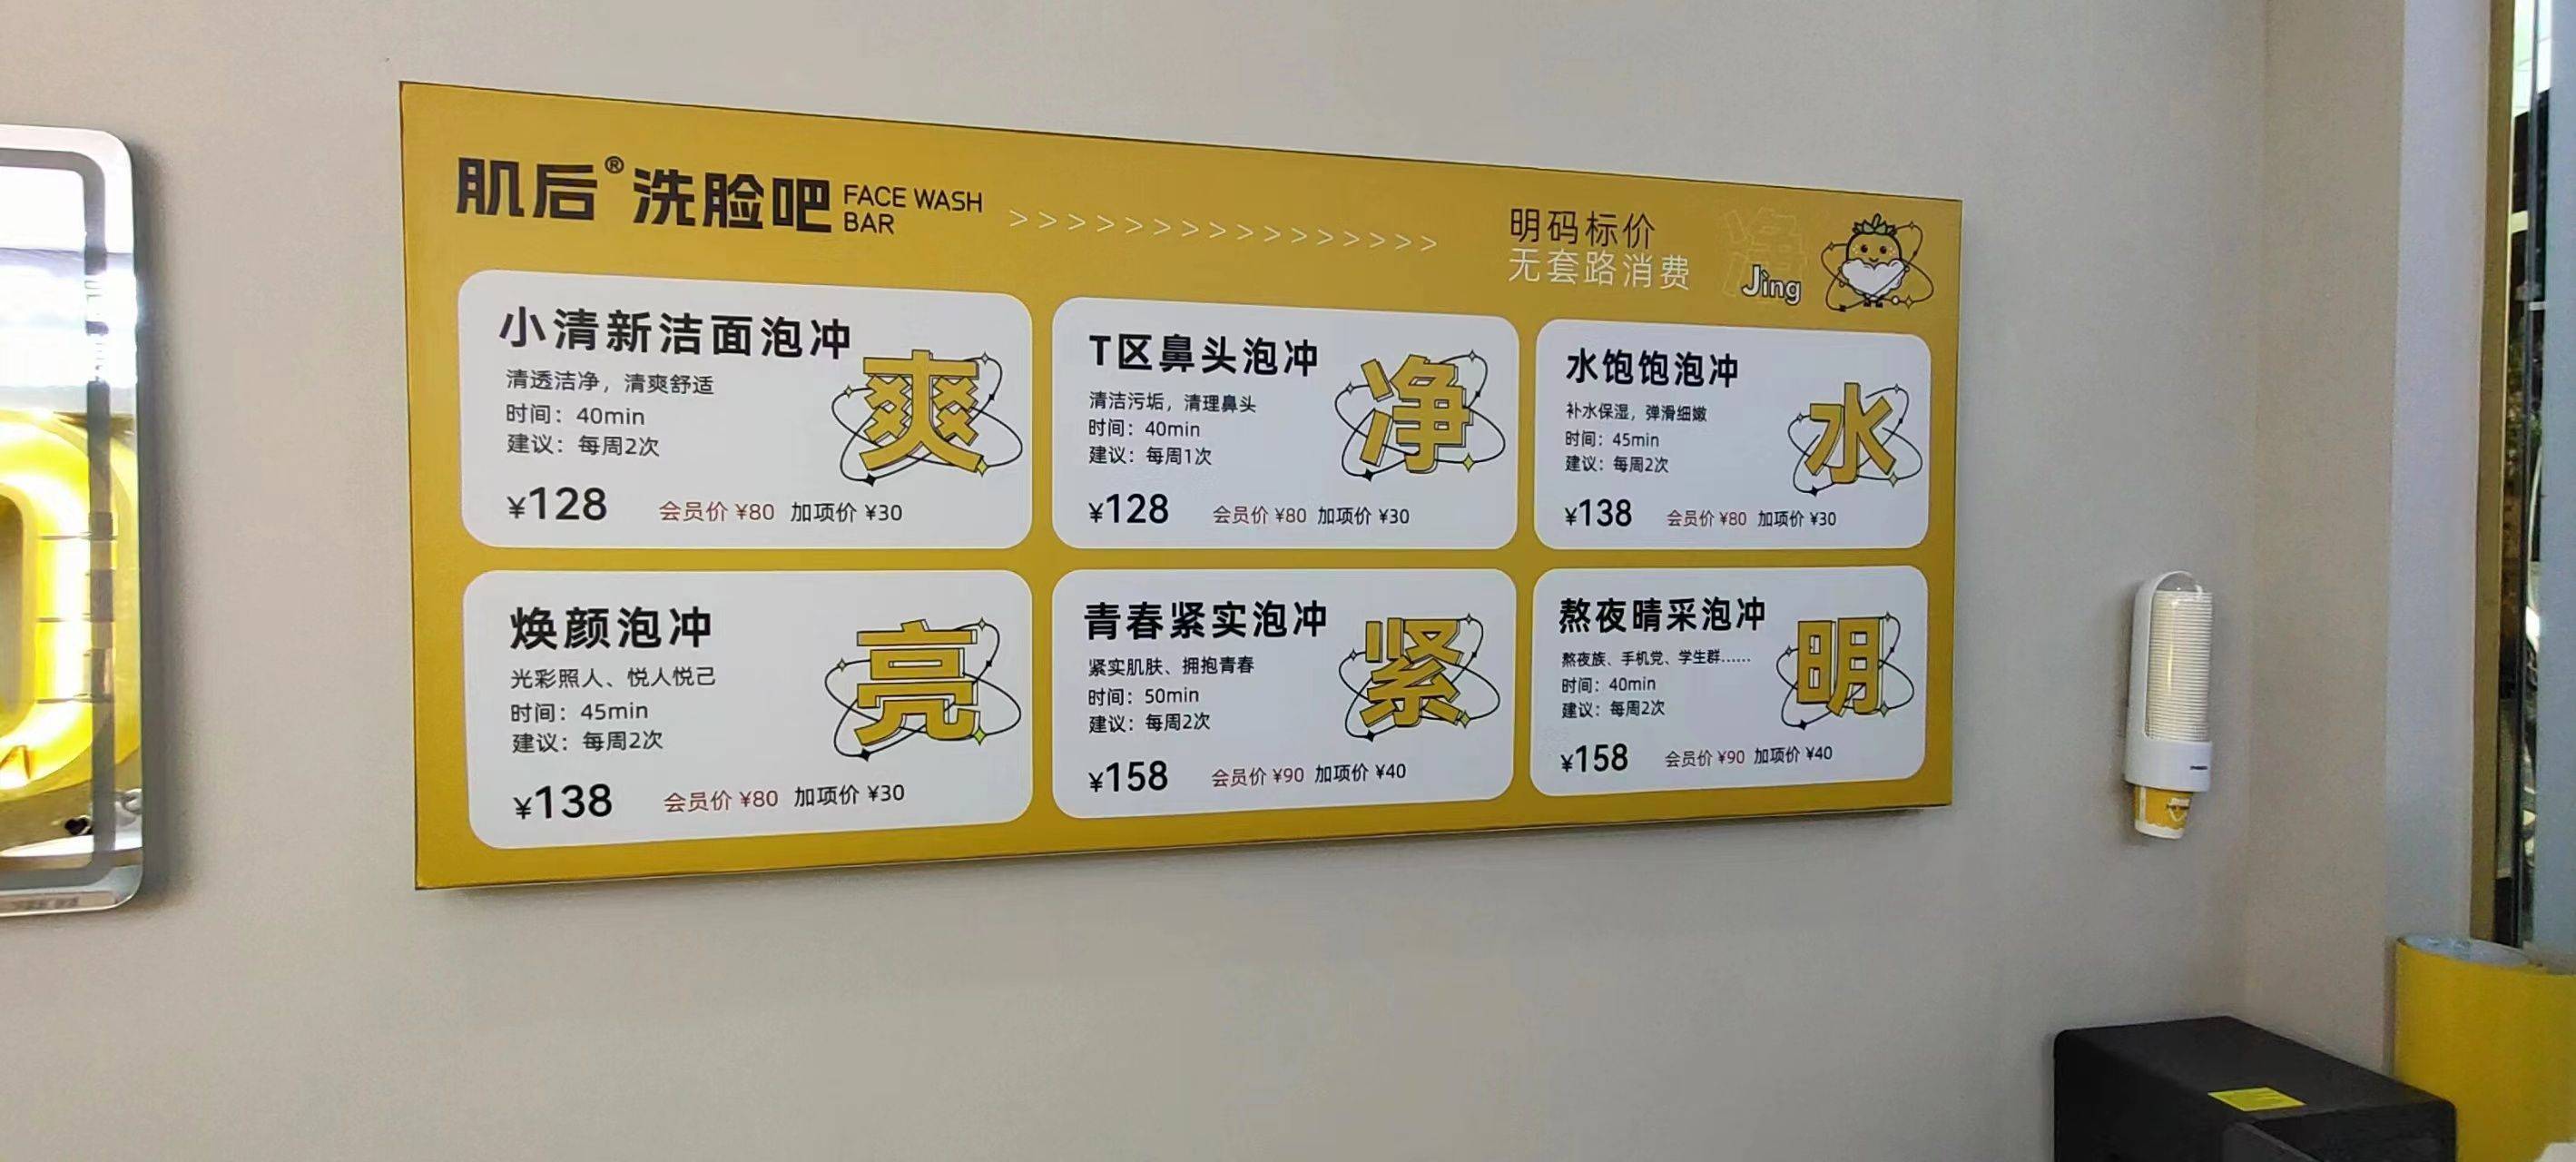 肌后®洗脸吧 FACE WASH BAR
>>>>>>>>>>>>>>>>
明码标价
无套路消费
净
Jìng
小清新洁面泡冲
清透洁净，清爽舒适
时间：40min
建议：每周2次
¥128 会员价 ¥80 加项价 ¥30
爽
T区鼻头泡冲
清洁污垢，清理鼻头
时间：40min
建议：每周1次
¥128 会员价 ¥80 加项价 ¥30
净
水饱饱泡冲
补水保湿，弹滑细嫩
时间：45min
建议：每周2次
¥138 会员价 ¥80 加项价 ¥30
水
焕颜泡冲
光彩照人、悦人悦己
时间：45min
建议：每周2次
¥138 会员价 ¥80 加项价 ¥30
亮
青春紧实泡冲
紧实肌肤、拥抱青春
时间：50min
建议：每周2次
¥158 会员价 ¥90 加项价 ¥40
紧
熬夜晴采泡冲
熬夜族、手机党、学生群……
时间：40min
建议：每周2次
¥158 会员价 ¥90 加项价 ¥40
明